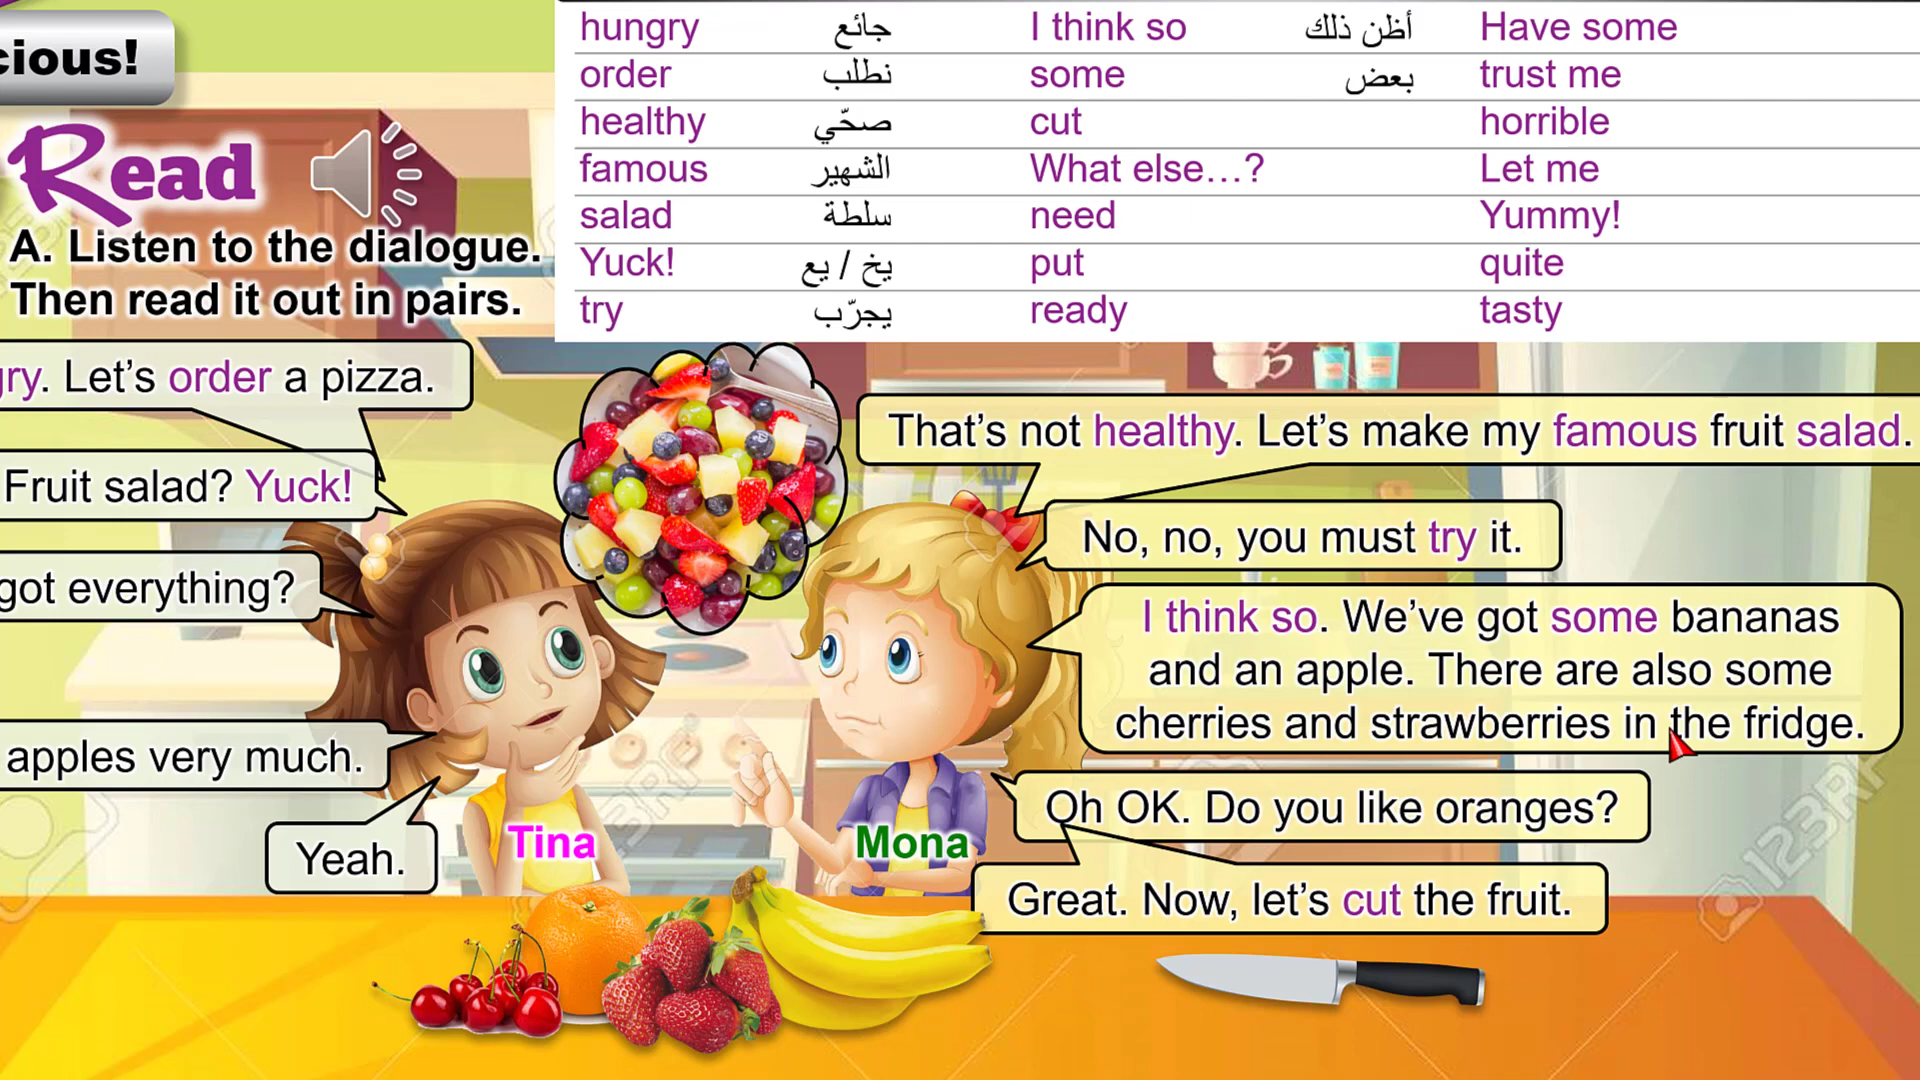 cious!
Read
A. Listen to the dialogue.
Then read it out in pairs.
hungry جائع I think so أظن ذلك Have some
order نطلب some بعض trust me
healthy صحّي cut horrible
famous الشهير What else...? Let me
salad سلطة need Yummy!
Yuck! يخ / يع put quite
try يجرّب ready tasty
gry. Let's order a pizza.
That's not healthy. Let's make my famous fruit salad.
Fruit salad? Yuck!
No, no, you must try it.
got everything?
I think so. We've got some bananas
and an apple. There are also some
cherries and strawberries in the fridge.
apples very much.
Oh OK. Do you like oranges?
Yeah.
Tina
Mona
Great. Now, let's cut the fruit.
123RF
123RF